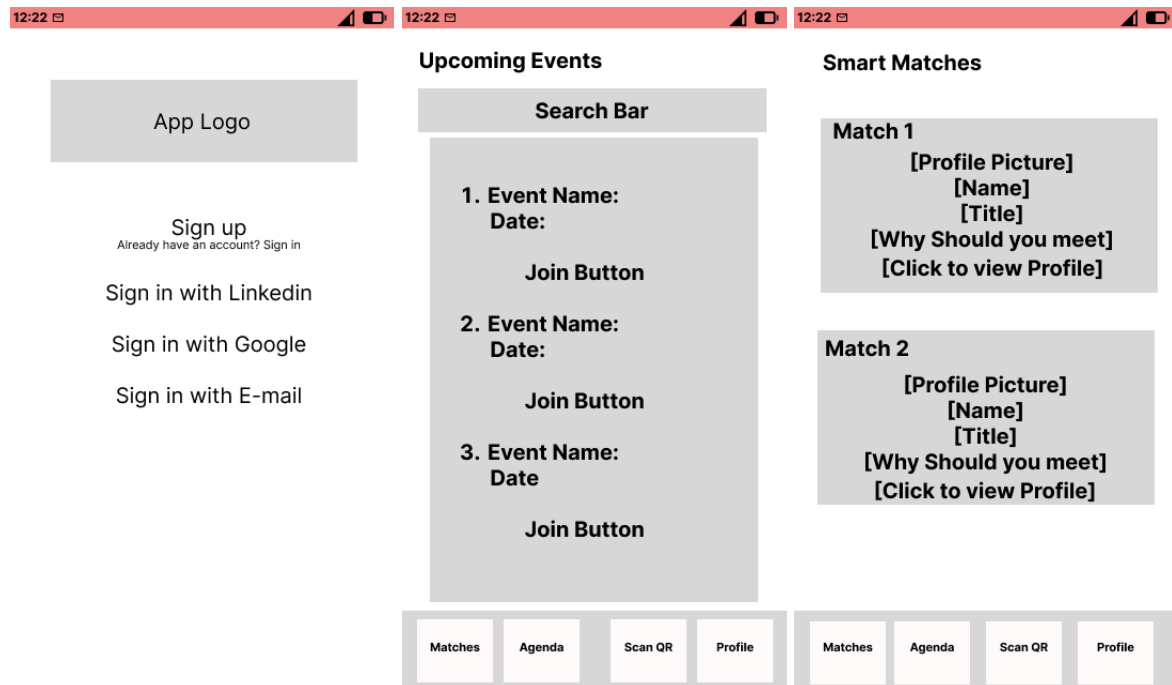 12:22
App Logo
Sign up
Already have an account? Sign in
Sign in with Linkedin
Sign in with Google
Sign in with E-mail
12:22
Upcoming Events
Search Bar
1. Event Name:
Date:
Join Button
2. Event Name:
Date:
Join Button
3. Event Name:
Date
Join Button
Matches Agenda Scan QR Profile
12:22
Smart Matches
Match 1
[Profile Picture]
[Name]
[Title]
[Why Should you meet]
[Click to view Profile]
Match 2
[Profile Picture]
[Name]
[Title]
[Why Should you meet]
[Click to view Profile]
Matches Agenda Scan QR Profile